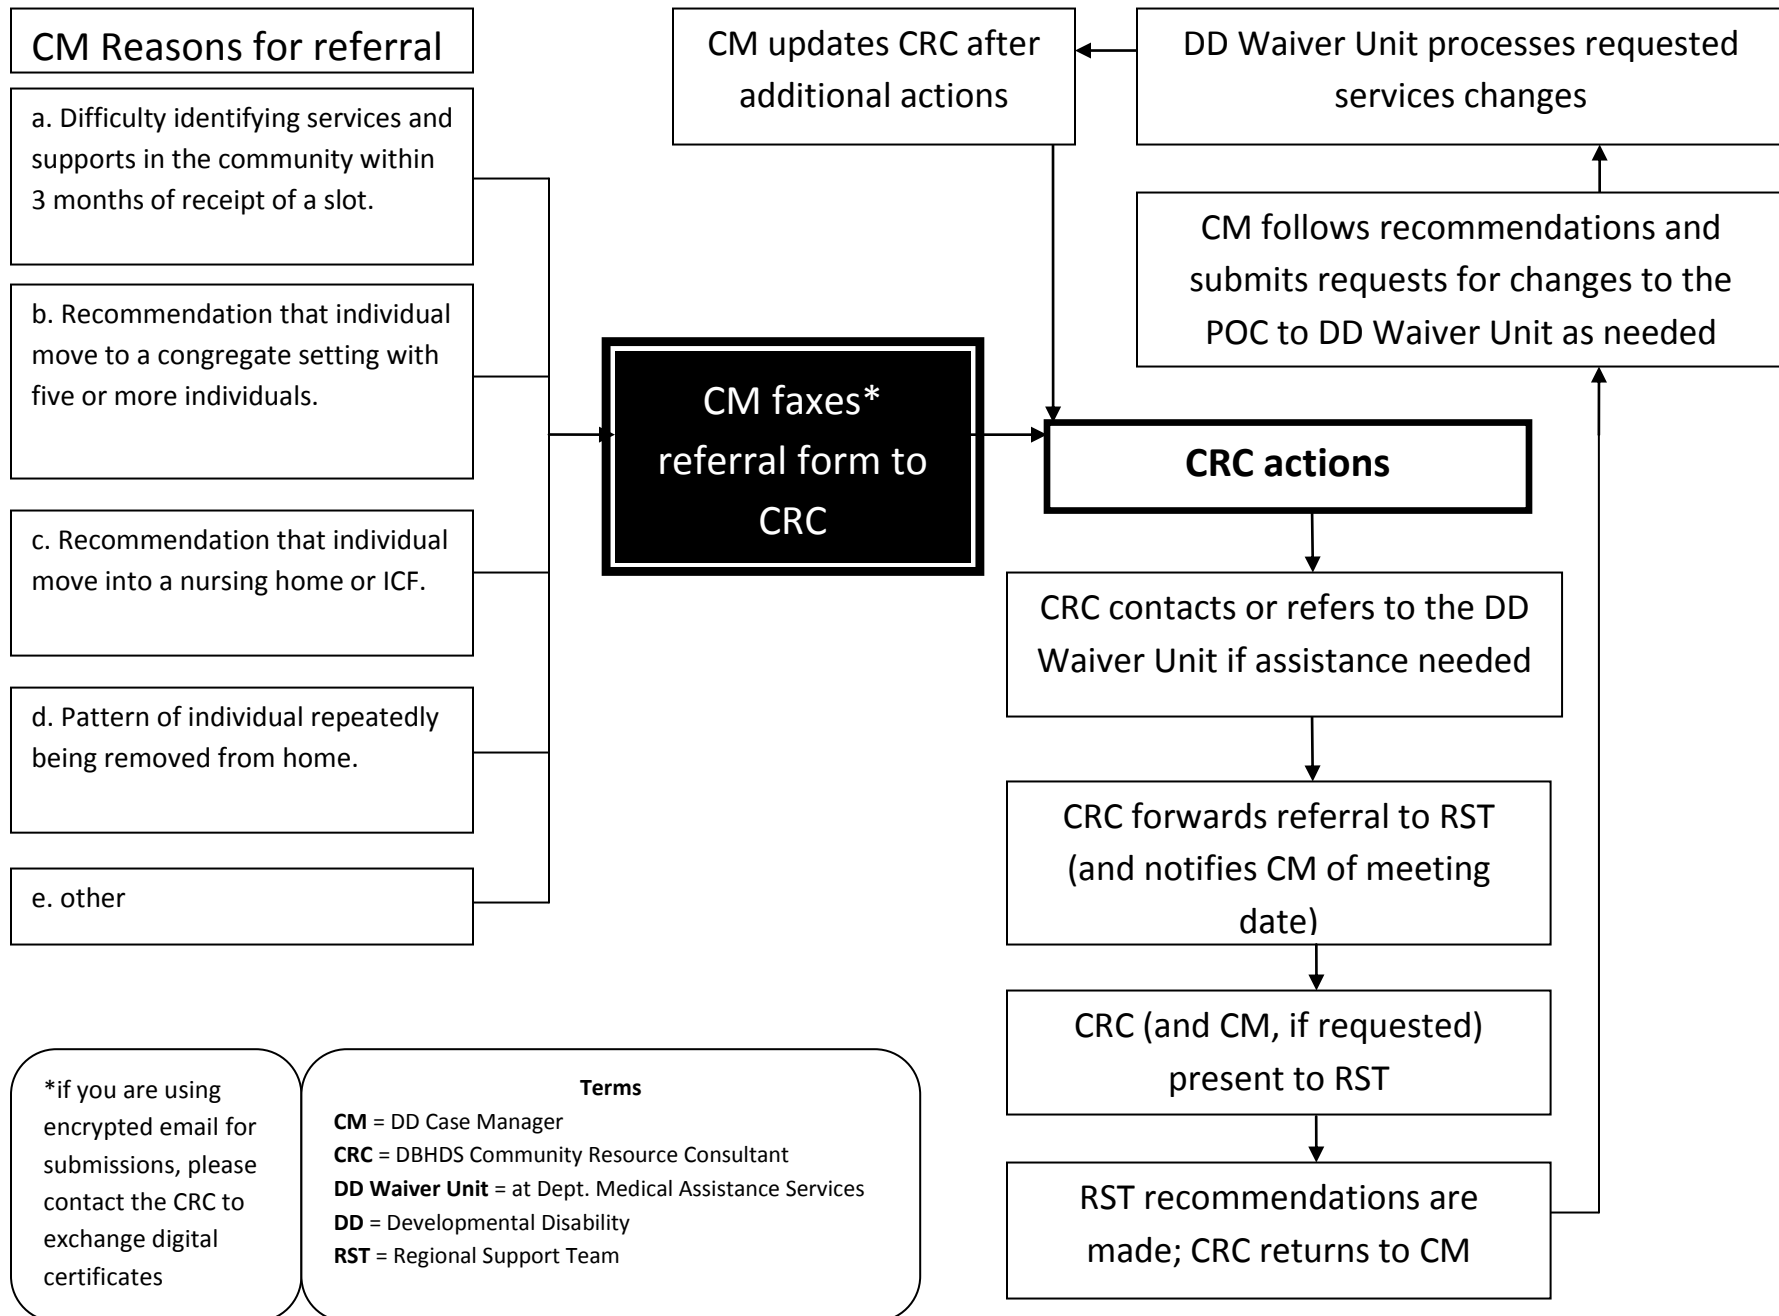 CM Reasons for referral
a. Difficulty identifying services and
supports in the community within
3 months of receipt of a slot.
b. Recommendation that individual
move to a congregate setting with
five or more individuals.
c. Recommendation that individual
move into a nursing home or ICF.
d. Pattern of individual repeatedly
being removed from home.
e. other
CM faxes*
referral form to
CRC
CM updates CRC after
additional actions
DD Waiver Unit processes requested
services changes
CM follows recommendations and
submits requests for changes to the
POC to DD Waiver Unit as needed
CRC actions
CRC contacts or refers to the DD
Waiver Unit if assistance needed
CRC forwards referral to RST
(and notifies CM of meeting
date)
CRC (and CM, if requested)
present to RST
RST recommendations are
made; CRC returns to CM
*if you are using
encrypted email for
submissions, please
contact the CRC to
exchange digital
certificates
Terms
CM = DD Case Manager
CRC = DBHDS Community Resource Consultant
DD Waiver Unit = at Dept. Medical Assistance Services
DD = Developmental Disability
RST = Regional Support Team